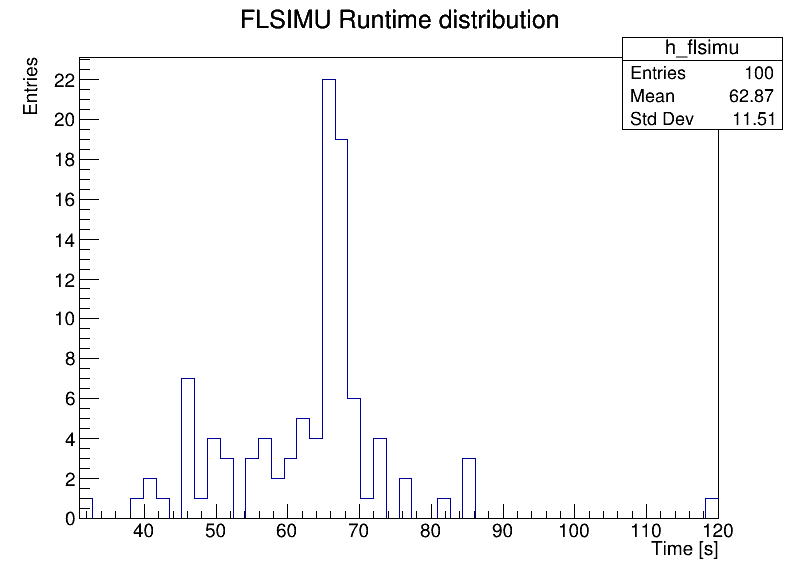 FLSIMU Runtime distribution
h_flsimu
Entries 100
Mean 62.87
Std Dev 11.51
Entries
22
20
18
16
14
12
10
8
6
4
2
0
40 50 60 70 80 90 100 110 120
Time [s]